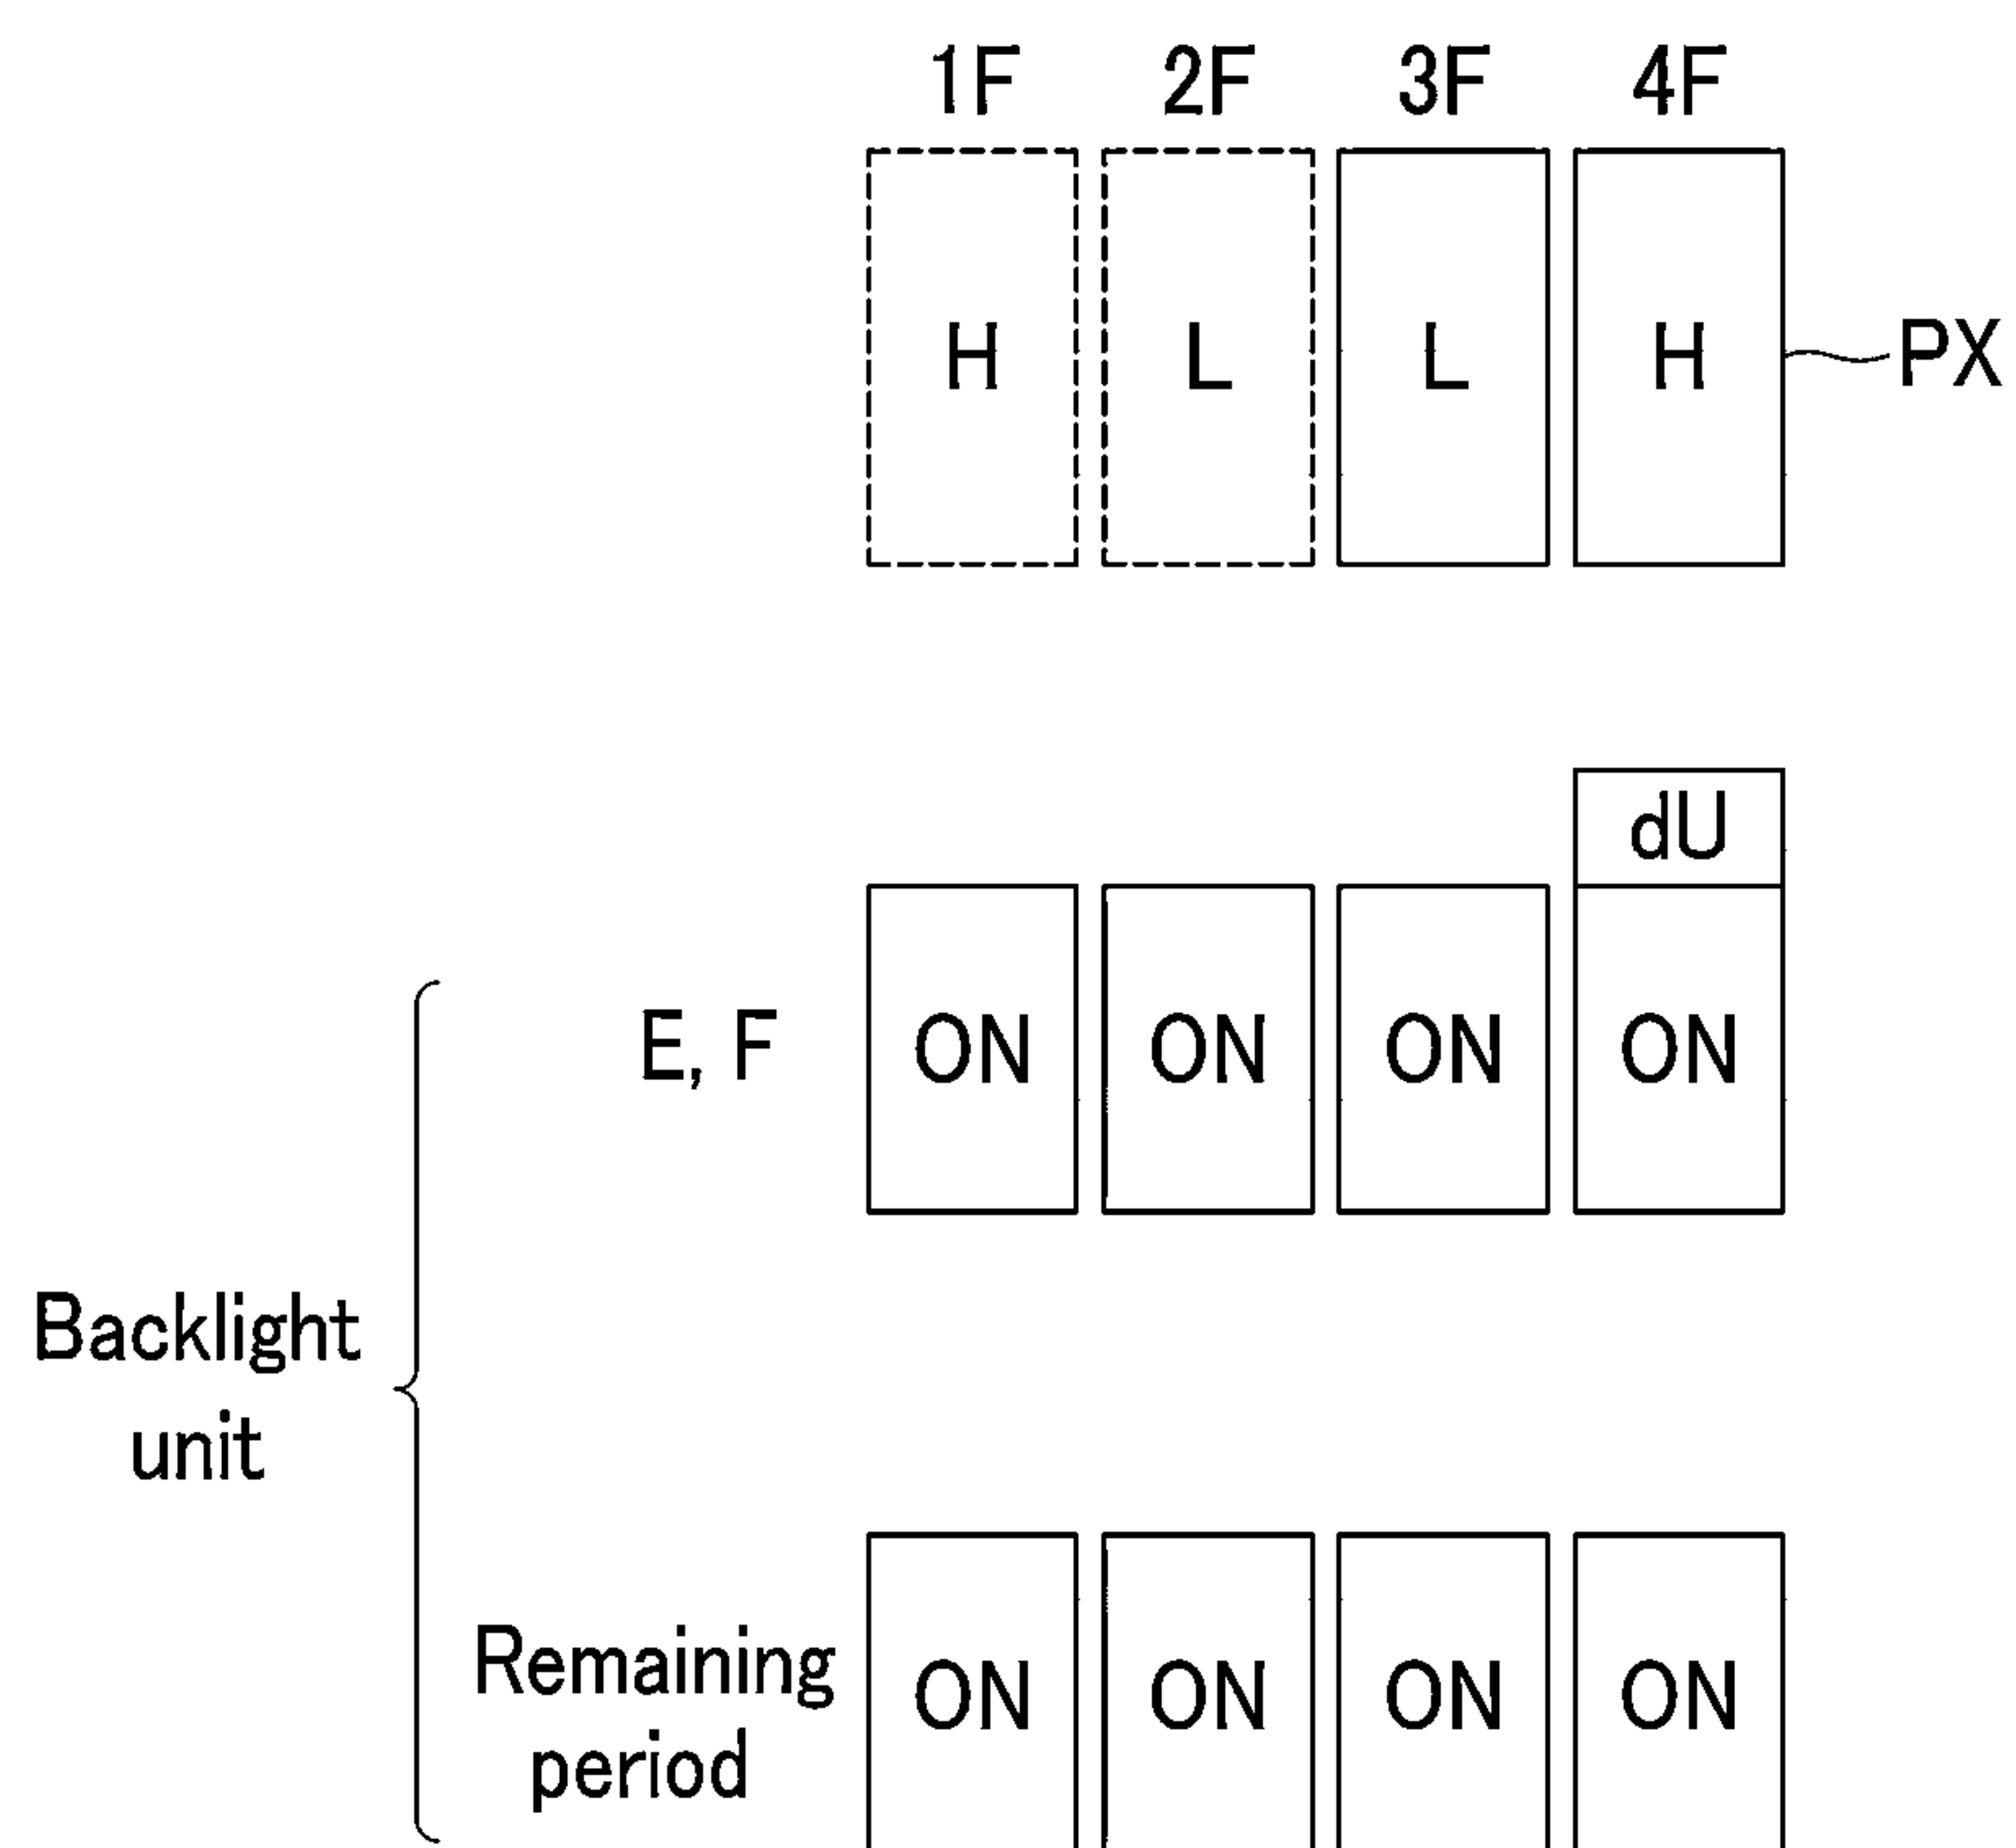 1F 2F 3F 4F
H L L H PX
dU
E, F ON ON ON ON
Backlight
unit
Remaining
period
ON ON ON ON